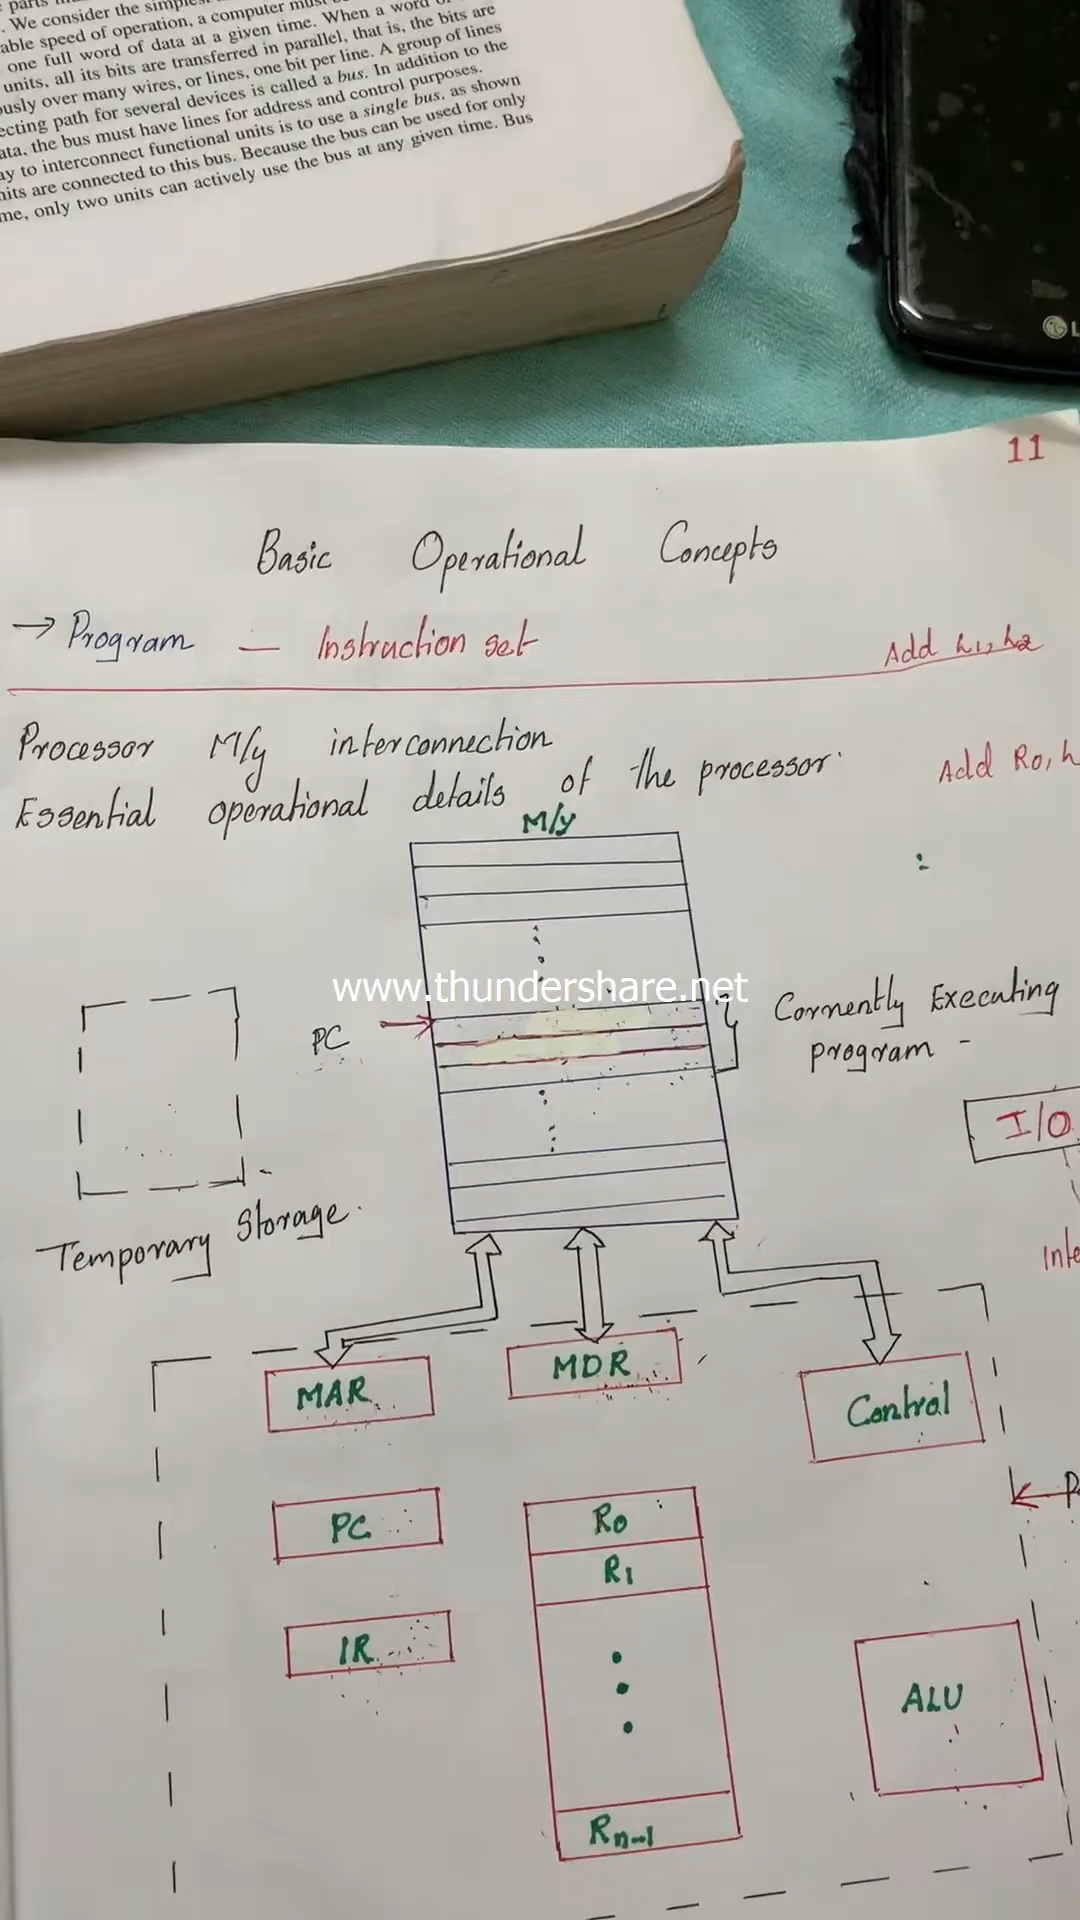 parts
. We consider the simplest
able speed of operation, a computer must
one full word of data at a given time. When a word
units, all its bits are transferred in parallel, that is, the bits are
ously over many wires, or lines, one bit per line. A group of lines
ecting path for several devices is called a bus. In addition to the
ata, the bus must have lines for address and control purposes.
ay to interconnect functional units is to use a single bus, as shown
nits are connected to this bus. Because the bus can be used for only
me, only two units can actively use the bus at any given time. Bus
L
11
Basic Operational Concepts
→ Program — Instruction set
Add h1, h2
Processor M/y interconnection
Add R0, h
Essential operational details of the processor.
M/y
:
www.thundershare.net
PC
Cornently Executing
program -
I/O
Temporary Storage.
Inte
MAR
MDR
Control
P
PC
R0
R1
IR
ALU
Rn-1